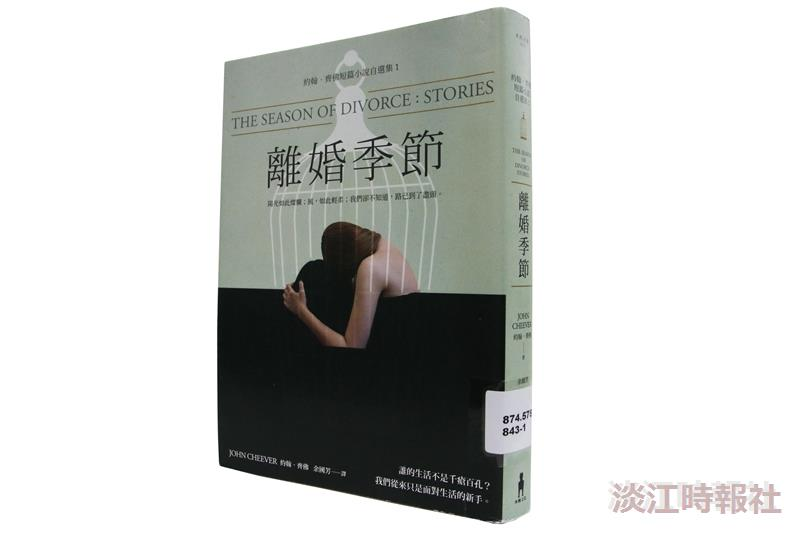 約翰·齊佛短篇小說自選集 1
THE SEASON OF DIVORCE : STORIES
離婚季節
陽光如此燦爛；風，如此輕柔；我們卻不知道，路已到了盡頭。
JOHN CHEEVER 約翰·齊佛 余國芳──譯
誰的生活不是千瘡百孔？
我們從來只是面對生活的新手。
THE SEASON
OF
DIVORCE
STORIES
離婚季節
JOHN
CHEEVER
約翰·齊佛
874.578
843-1
淡江時報社